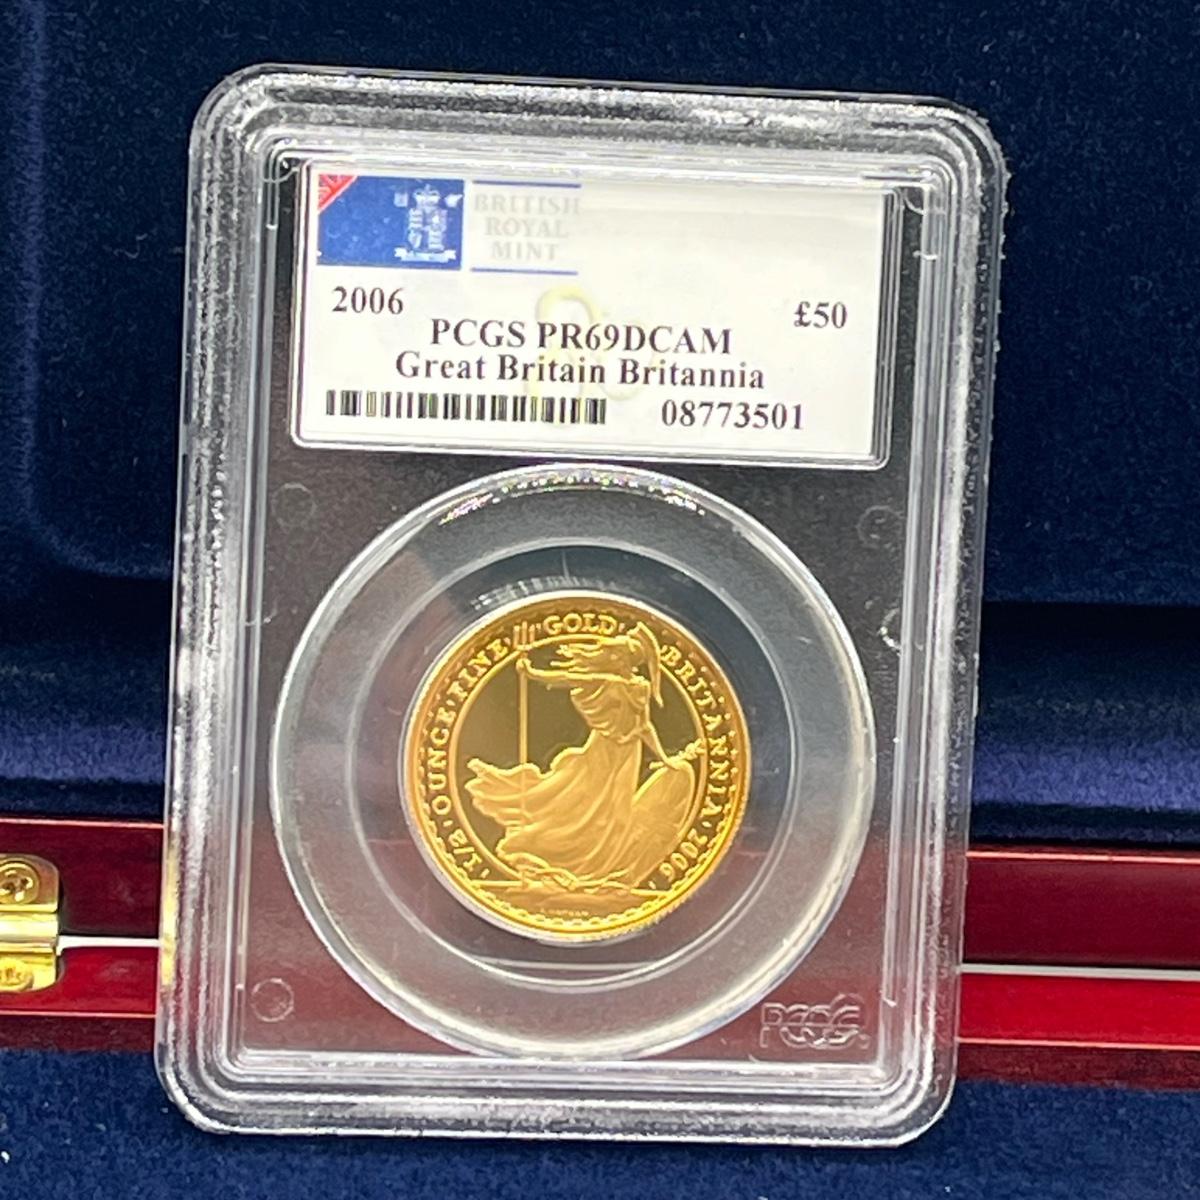 BRITISH
ROYAL
MINT
2006
£50
PCGS PR69DCAM
Great Britain Britannia
08773501
1/2 · OUNCE · FINE · GOLD · BRITANNIA · 2006
PCGS